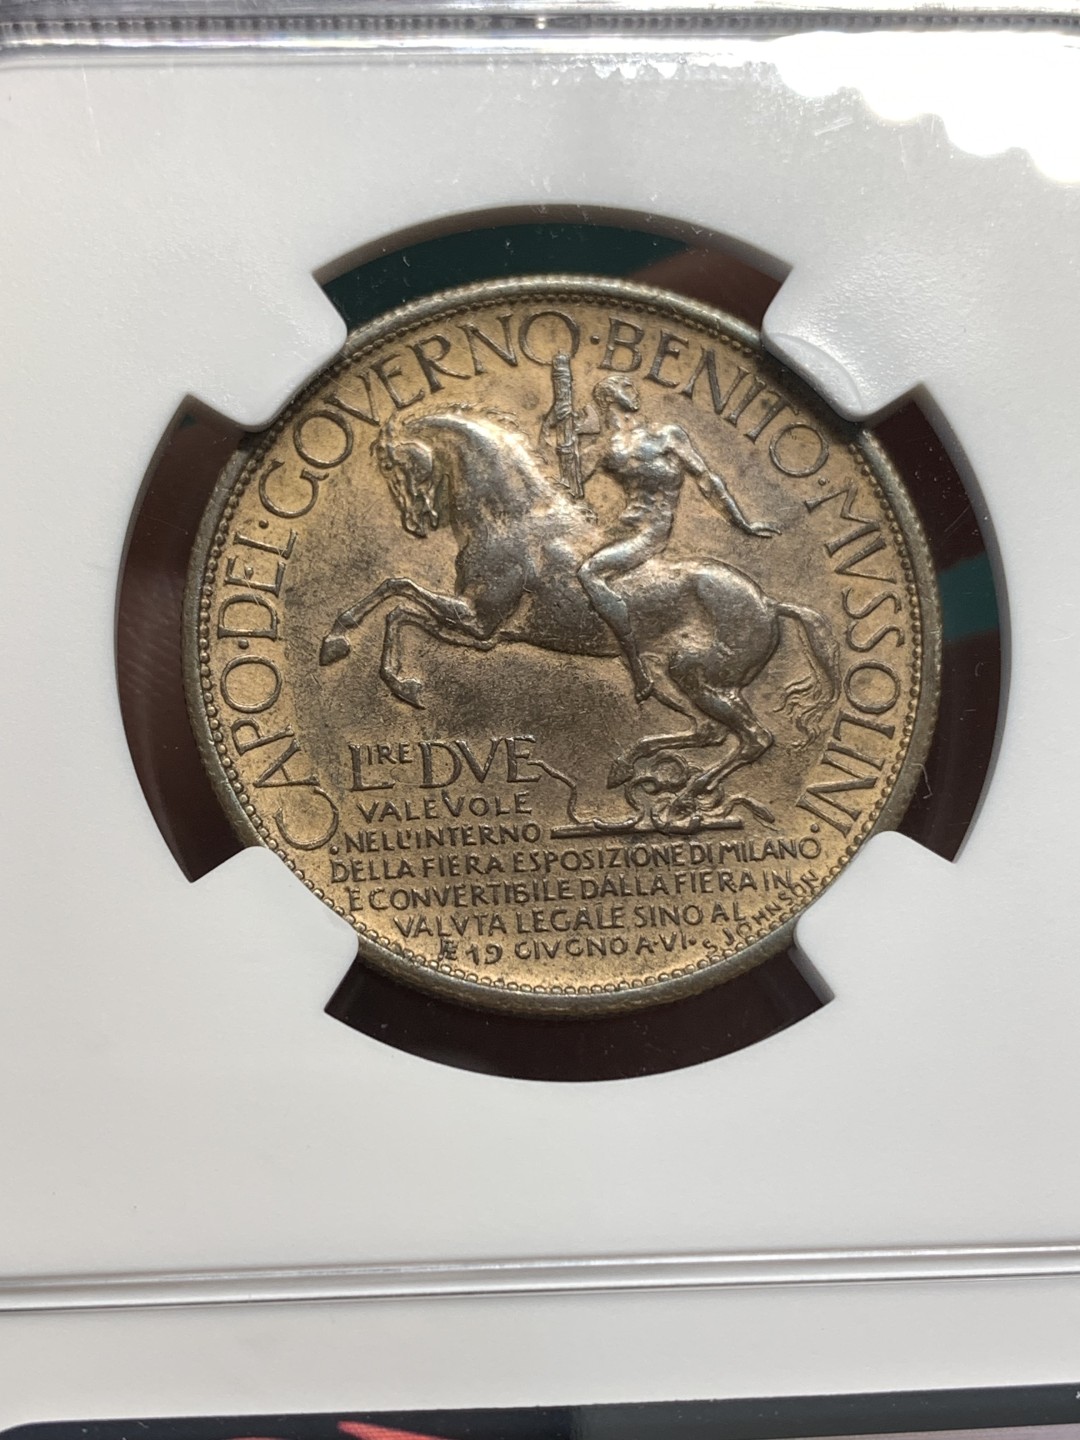 CAPO·DEL·GOVERNO·BENITO·MVSSOLINI·
LIRE DVE
VALEVOLE
·NELL'INTERNO
DELLA FIERA ESPOSIZIONE DI MILANO
E CONVERTIBILE DALLA FIERA IN
VALVTA LEGALE SINO AL
19 GIVGNO A·VI·
S JOHNSON